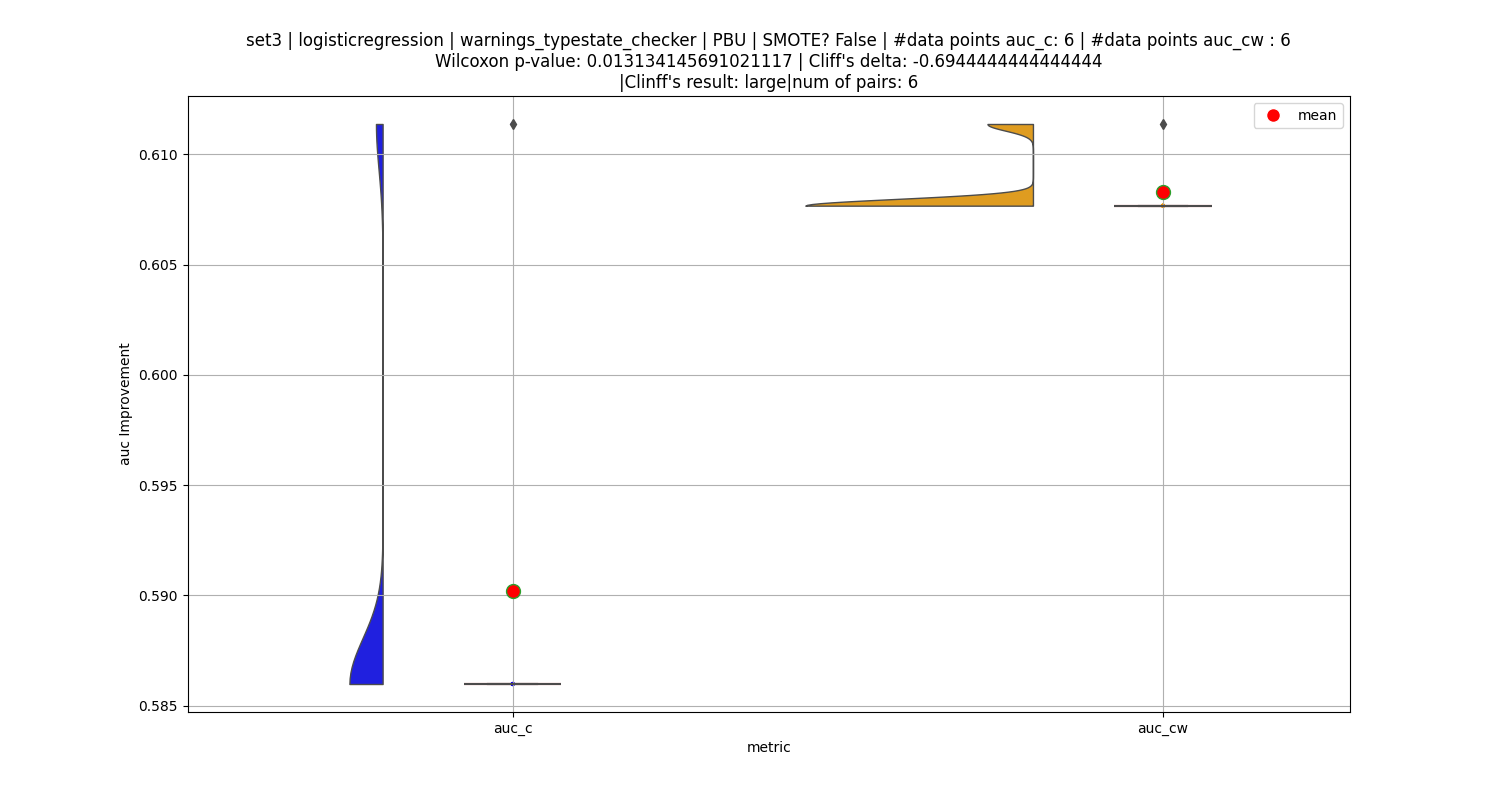 set3 | logisticregression | warnings_typestate_checker | PBU | SMOTE? False | #data points auc_c: 6 | #data points auc_cw : 6
Wilcoxon p-value: 0.013134145691021117 | Cliff's delta: -0.6944444444444444
|Clinff's result: large|num of pairs: 6
mean
0.610
0.605
0.600
0.595
0.590
0.585
auc Improvement
auc_c
auc_cw
metric